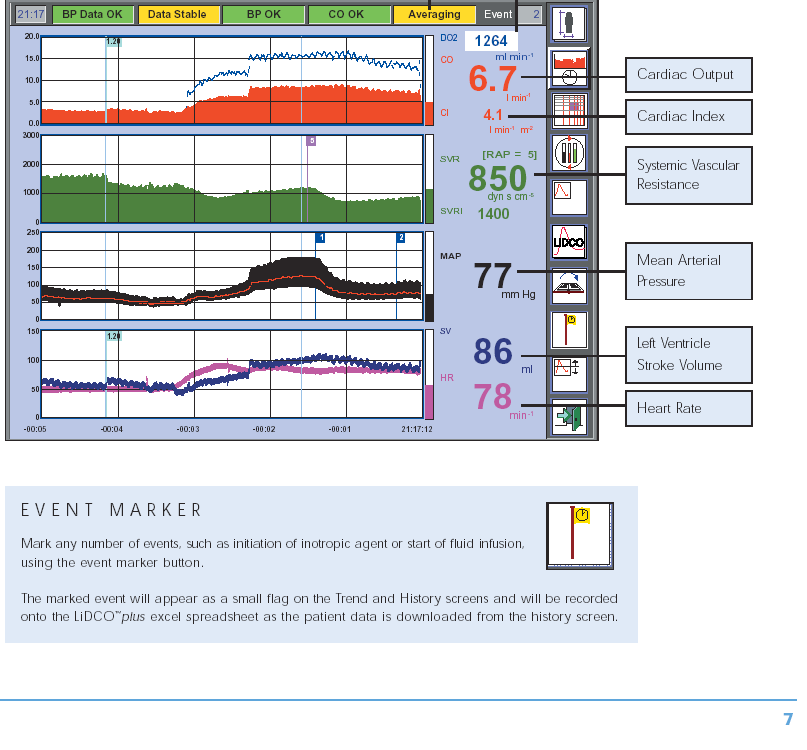 21:17 BP Data OK Data Stable BP OK CO OK Averaging Event 2
20.0
15.0
10.0
5.0
0.0
1.20
DO2 1264
ml min⁻¹
CO 6.7
l min⁻¹
CI 4.1
l min⁻¹ m⁻²
Cardiac Output
Cardiac Index
3000
2000
1000
0
5
[RAP = 5]
SVR 850
dyn s cm⁻⁵
SVRI 1400
Systemic Vascular
Resistance
LiDCO
250
200
150
100
50
0
1
2
MAP
77
mm Hg
Mean Arterial
Pressure
150
100
50
0
1.20
SV
86
ml
HR
78
min⁻¹
Left Ventricle
Stroke Volume
Heart Rate
-00:05 -00:04 -00:03 -00:02 -00:01 21:17:12
EVENT MARKER
Mark any number of events, such as initiation of inotropic agent or start of fluid infusion,
using the event marker button.
The marked event will appear as a small flag on the Trend and History screens and will be recorded
onto the LiDCO™plus excel spreadsheet as the patient data is downloaded from the history screen.
7